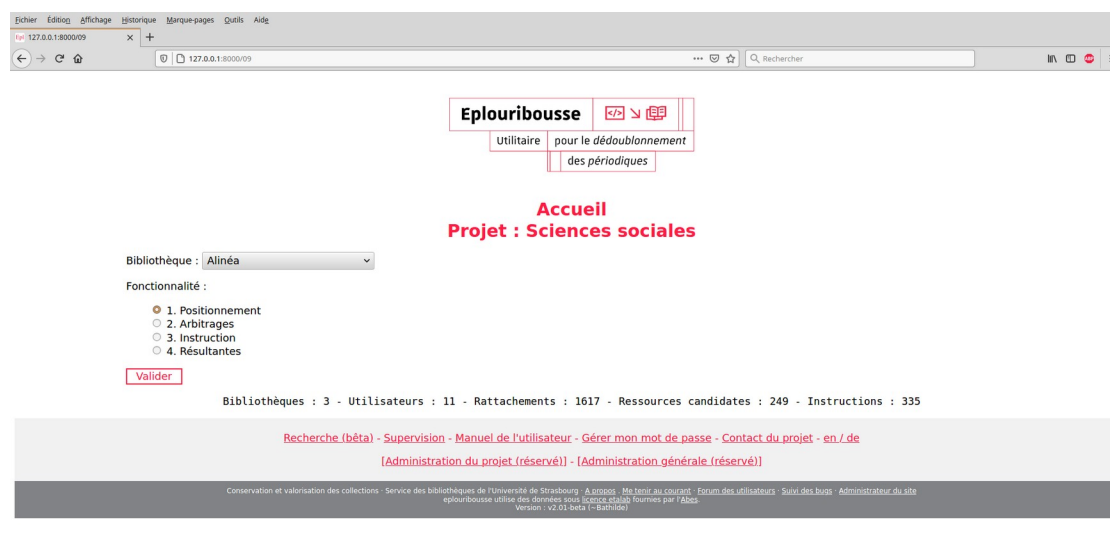 Fichier Édition Affichage Historique Marque-pages Outils Aide
Epl 127.0.0.1:8000/09 × +
127.0.0.1:8000/09 ··· Rechercher ABP
Eplouribousse </>
Utilitaire pour le dédoublonnement
des périodiques
Accueil
Projet : Sciences sociales
Bibliothèque : Alinéa
Fonctionnalité :
1. Positionnement
2. Arbitrages
3. Instruction
4. Résultantes
Valider
Bibliothèques : 3 - Utilisateurs : 11 - Rattachements : 1617 - Ressources candidates : 249 - Instructions : 335
Recherche (bêta) - Supervision - Manuel de l'utilisateur - Gérer mon mot de passe - Contact du projet - en / de
[Administration du projet (réservé)] - [Administration générale (réservé)]
Conservation et valorisation des collections · Service des bibliothèques de l'Université de Strasbourg · A propos . Me tenir au courant · Forum des utilisateurs · Suivi des bugs · Administrateur du site
eplouribousse utilise des données sous licence etalab fournies par l'Abes.
Version : v2.01-beta (~Bathilde)